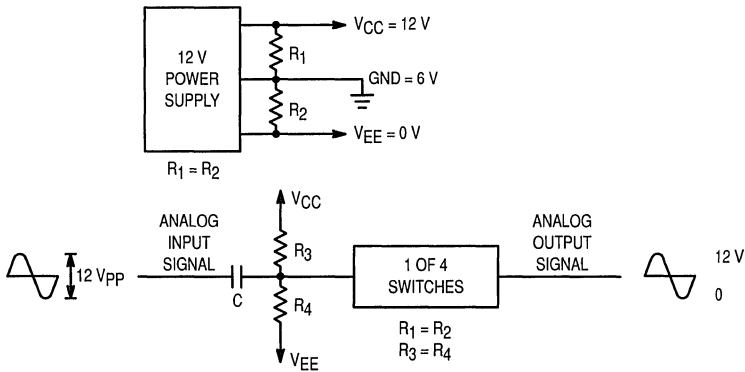 12 V
POWER
SUPPLY
R1
R2
VCC = 12 V
GND = 6 V
VEE = 0 V
R1 = R2
12 VPP
ANALOG
INPUT
SIGNAL
C
VCC
R3
R4
VEE
1 OF 4
SWITCHES
R1 = R2
R3 = R4
ANALOG
OUTPUT
SIGNAL
12 V
0